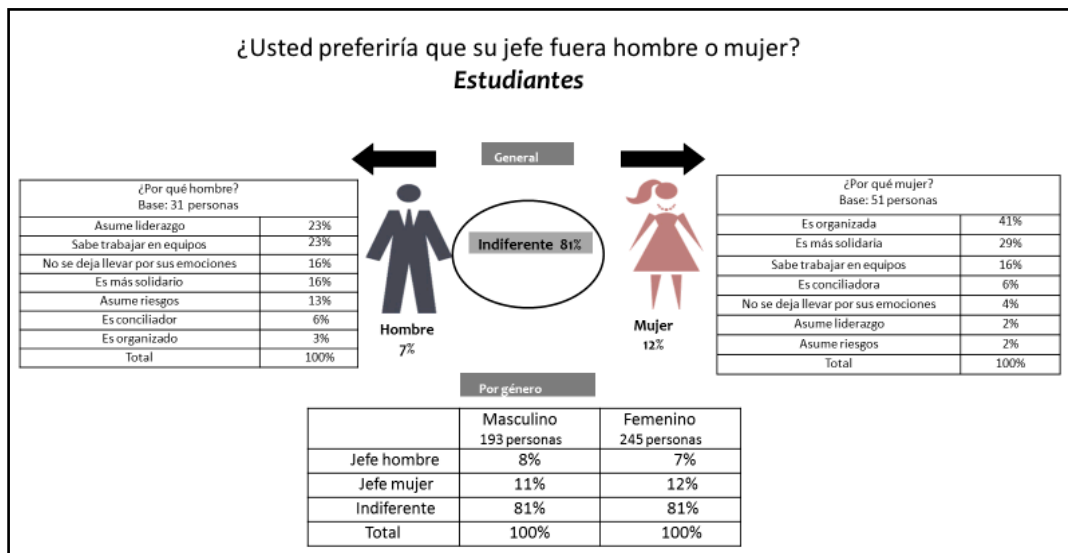 ¿Usted preferiría que su jefe fuera hombre o mujer?
Estudiantes
General
¿Por qué hombre?
Base: 31 personas
Asume liderazgo 23%
Sabe trabajar en equipos 23%
No se deja llevar por sus emociones 16%
Es más solidario 16%
Asume riesgos 13%
Es conciliador 6%
Es organizado 3%
Total 100%
Indiferente 81%
Hombre
7%
Mujer
12%
¿Por qué mujer?
Base: 51 personas
Es organizada 41%
Es más solidaria 29%
Sabe trabajar en equipos 16%
Es conciliadora 6%
No se deja llevar por sus emociones 4%
Asume liderazgo 2%
Asume riesgos 2%
Total 100%
Por género
Masculino Femenino
193 personas 245 personas
Jefe hombre 8% 7%
Jefe mujer 11% 12%
Indiferente 81% 81%
Total 100% 100%